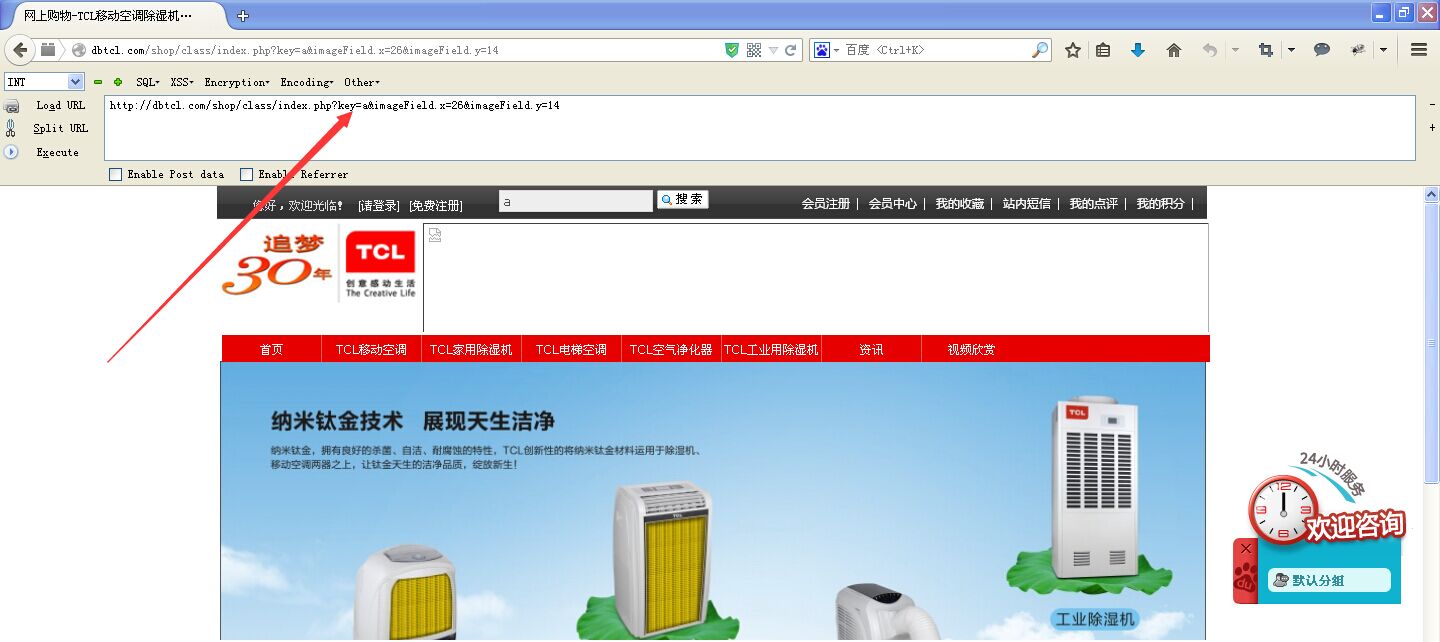 网上购物-TCL移动空调除湿机…
dbtcl.com/shop/class/index.php?key=a&imageField.x=26&imageField.y=14
百度 <Ctrl+K>
INT
SQL
XSS
Encryption
Encoding
Other
Load URL
http://dbtcl.com/shop/class/index.php?key=a&imageField.x=26&imageField.y=14
Split URL
Execute
Enable Post data
Enable Referrer
您好，欢迎光临！ [请登录] [免费注册]
a
搜 索
会员注册 | 会员中心 | 我的收藏 | 站内短信 | 我的点评 | 我的积分 |
追梦
30年
TCL
创意感动生活
The Creative Life
首页
TCL移动空调
TCL家用除湿机
TCL电梯空调
TCL空气净化器
TCL工业用除湿机
资讯
视频欣赏
纳米钛金技术 展现天生洁净
纳米钛金，拥有良好的杀菌、自洁、耐腐蚀的特性，TCL创新性的将纳米钛金材料运用于除湿机、
移动空调两器之上，让钛金天生的洁净品质，绽放新生！
TCL
TCL
工业除湿机
24小时服务
12
3
6
9
欢迎咨询
du
默认分组